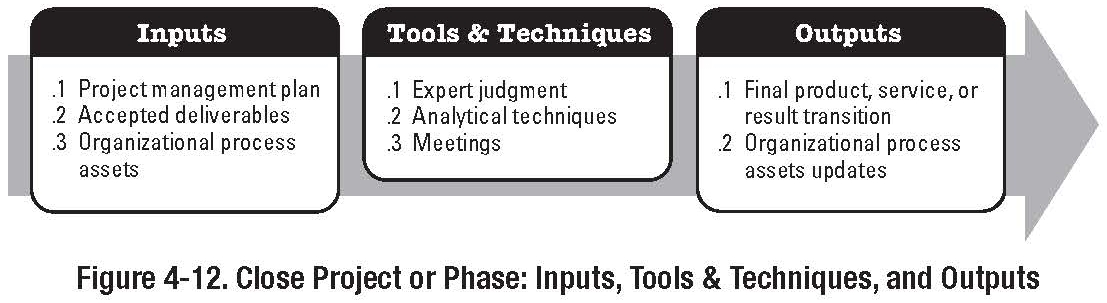 Inputs
.1 Project management plan
.2 Accepted deliverables
.3 Organizational process
assets
Tools & Techniques
.1 Expert judgment
.2 Analytical techniques
.3 Meetings
Outputs
.1 Final product, service, or
result transition
.2 Organizational process
assets updates
Figure 4-12. Close Project or Phase: Inputs, Tools & Techniques, and Outputs